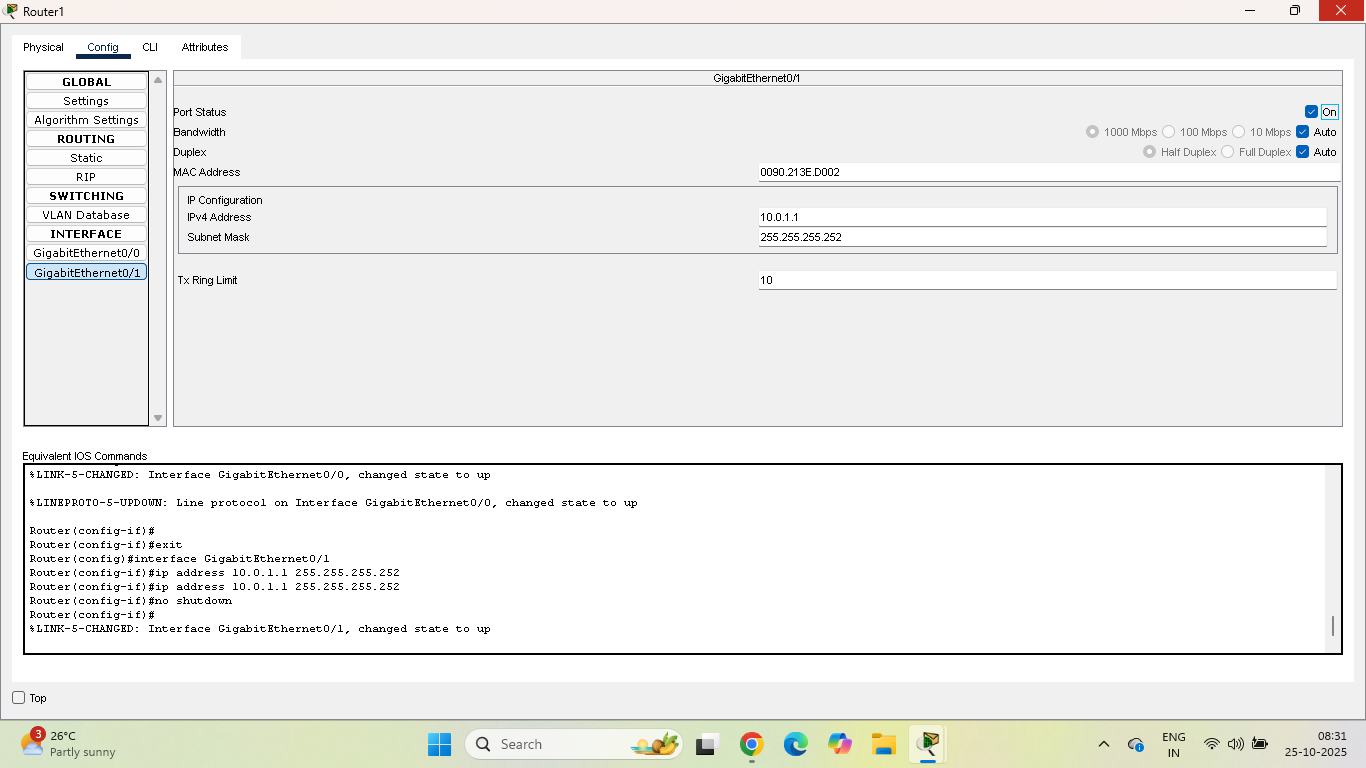 Router1
Physical Config CLI Attributes
GLOBAL
Settings
Algorithm Settings
ROUTING
Static
RIP
SWITCHING
VLAN Database
INTERFACE
GigabitEthernet0/0
GigabitEthernet0/1
GigabitEthernet0/1
Port Status On
Bandwidth 1000 Mbps 100 Mbps 10 Mbps Auto
Duplex Half Duplex Full Duplex Auto
MAC Address 0090.213E.D002
IP Configuration
IPv4 Address 10.0.1.1
Subnet Mask 255.255.255.252
Tx Ring Limit 10
Equivalent IOS Commands
%LINK-5-CHANGED: Interface GigabitEthernet0/0, changed state to up
%LINEPROTO-5-UPDOWN: Line protocol on Interface GigabitEthernet0/0, changed state to up
Router(config-if)#
Router(config-if)#exit
Router(config)#interface GigabitEthernet0/1
Router(config-if)#ip address 10.0.1.1 255.255.255.252
Router(config-if)#ip address 10.0.1.1 255.255.255.252
Router(config-if)#no shutdown
Router(config-if)#
%LINK-5-CHANGED: Interface GigabitEthernet0/1, changed state to up
Top
3
26°C
Partly sunny
Search
ENG
IN
08:31
25-10-2025